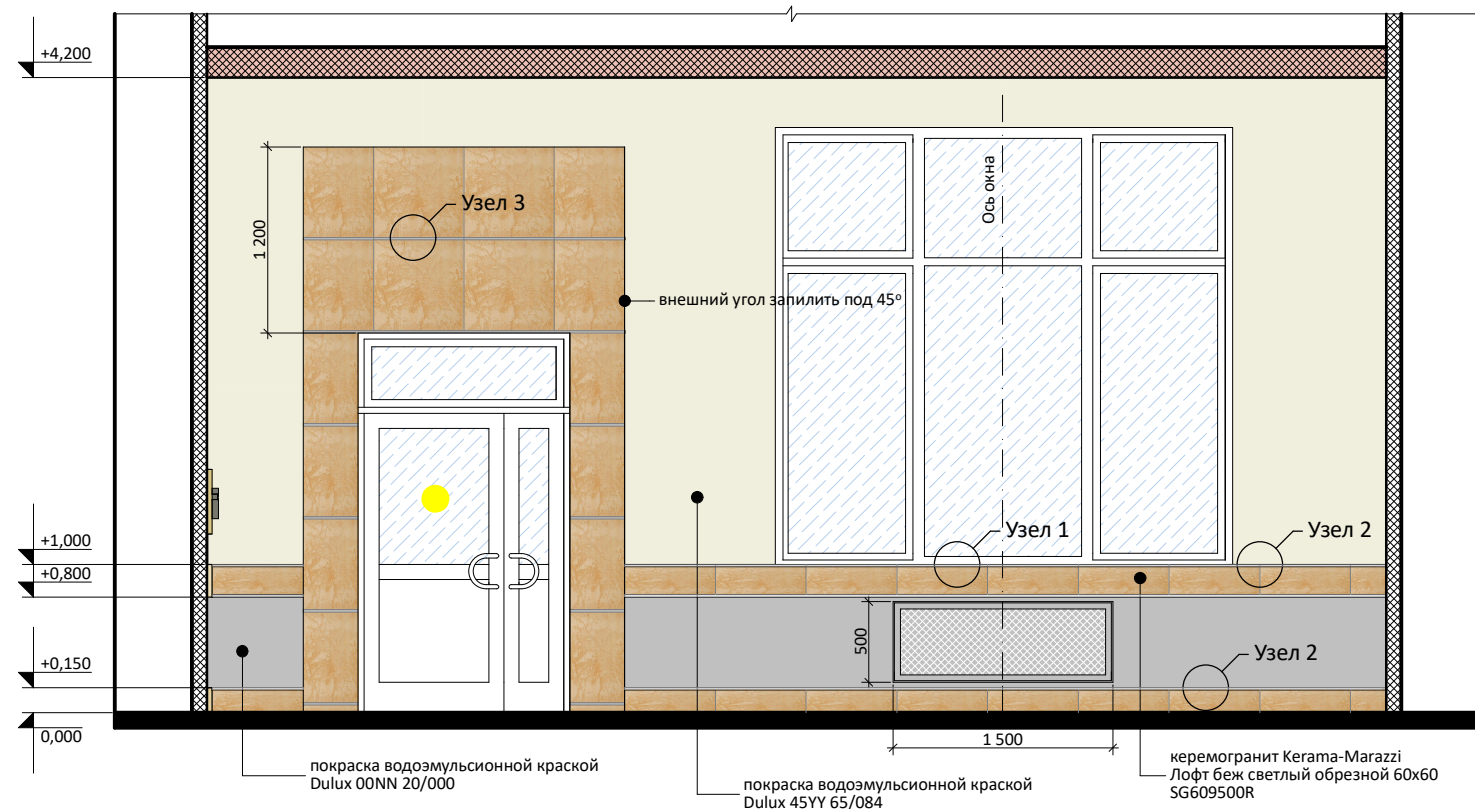 +4,200
Узел 3
Ось окна
1 200
внешний угол запилить под 45º
+1,000
Узел 1
Узел 2
+0,800
500
+0,150
Узел 2
0,000
1 500
покраска водоэмульсионной краской
Dulux 00NN 20/000
покраска водоэмульсионной краской
Dulux 45YY 65/084
керемогранит Kerama-Marazzi
Лофт беж светлый обрезной 60х60
SG609500R